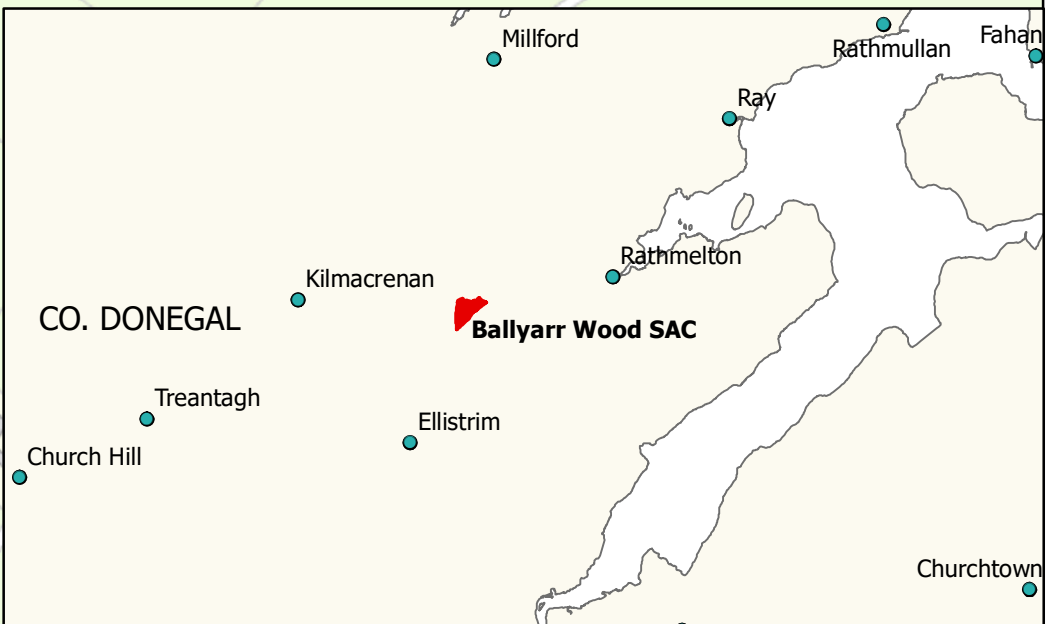 Millford
Rathmullan
Fahan
Ray
Rathmelton
Kilmacrenan
CO. DONEGAL
Ballyarr Wood SAC
Treantagh
Ellistrim
Church Hill
Churchtown